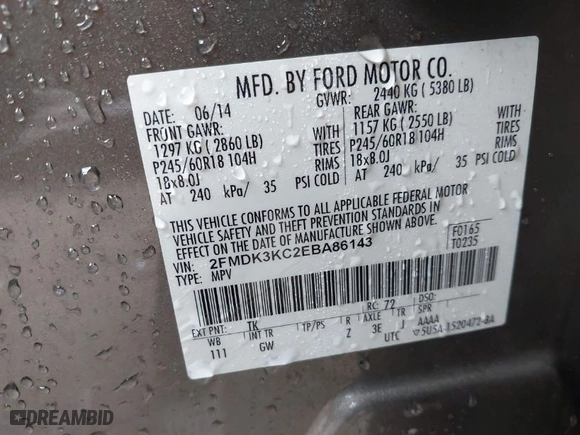 MFD. BY FORD MOTOR CO.
DATE: 06/14 GVWR: 2440 KG ( 5380 LB)
FRONT GAWR: REAR GAWR:
1297 KG ( 2860 LB) WITH 1157 KG ( 2550 LB) WITH
P245/60R18 104H TIRES P245/60R18 104H TIRES
18x8.0J RIMS 18x8.0J RIMS
AT 240 kPa/ 35 PSI COLD AT 240 kPa/ 35 PSI COLD
THIS VEHICLE CONFORMS TO ALL APPLICABLE FEDERAL MOTOR
VEHICLE SAFETY AND THEFT PREVENTION STANDARDS IN
EFFECT ON THE DATE OF MANUFACTURE SHOWN ABOVE.
VIN: 2FMDK3KC2EBA86143 F0165
TYPE: MPV T0235
RC: 72 DSO:
EXT PNT: TK
WB INT TR TP/PS R AXLE TR SPR
111 GW Z 3E J AAAA
UTC 5U5A-1520472-BA
DREAMBID